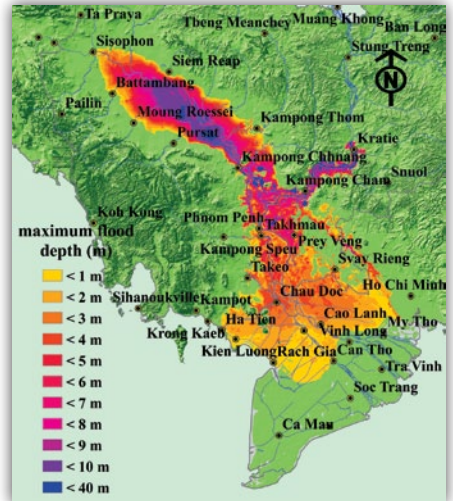 Ta Praya
Tbeng Meanchey
Muang Khong
Ban Long
Sisophon
Stung Treng
Siem Reap
N
Battambang
Pailin
Moung Roessei
Kampong Thom
Pursat
Kratie
Kampong Chhnang
Snuol
Kampong Cham
Koh Kong
Phnom Penh
Takhmau
Prey Veng
Kampong Speu
Svay Rieng
Takeo
Ho Chi Minh
Chau Doc
Sihanoukville
Kampot
Cao Lanh
Ha Tien
My Tho
Krong Kaeb
Vinh Long
Kien Luong
Rach Gia
Can Tho
Tra Vinh
Soc Trang
Ca Mau
maximum flood
depth (m)
< 1 m
< 2 m
< 3 m
< 4 m
< 5 m
< 6 m
< 7 m
< 8 m
< 9 m
< 10 m
< 40 m